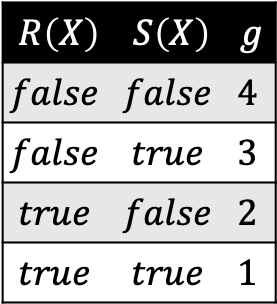 R(X) S(X) g
false false 4
false true 3
true false 2
true true 1